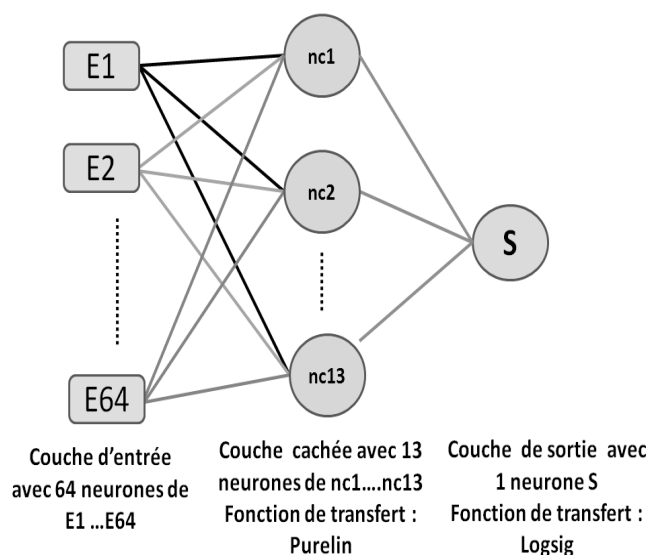 E1
E2
E64
nc1
nc2
nc13
S
Couche d'entrée
avec 64 neurones de
E1 ...E64
Couche cachée avec 13
neurones de nc1....nc13
Fonction de transfert :
Purelin
Couche de sortie avec
1 neurone S
Fonction de transfert :
Logsig